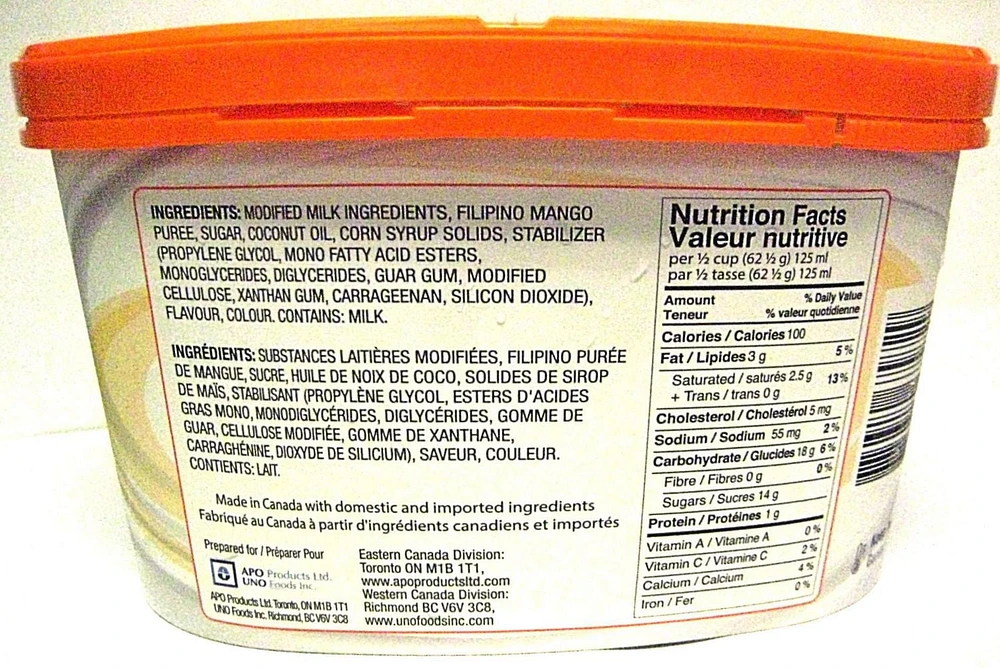 INGREDIENTS: MODIFIED MILK INGREDIENTS, FILIPINO MANGO
PUREE, SUGAR, COCONUT OIL, CORN SYRUP SOLIDS, STABILIZER
(PROPYLENE GLYCOL, MONO FATTY ACID ESTERS,
MONOGLYCERIDES, DIGLYCERIDES, GUAR GUM, MODIFIED
CELLULOSE, XANTHAN GUM, CARRAGEENAN, SILICON DIOXIDE),
FLAVOUR, COLOUR. CONTAINS: MILK.
INGRÉDIENTS: SUBSTANCES LAITIÈRES MODIFIÉES, FILIPINO PURÉE
DE MANGUE, SUCRE, HUILE DE NOIX DE COCO, SOLIDES DE SIROP
DE MAÏS, STABILISANT (PROPYLÈNE GLYCOL, ESTERS D'ACIDES
GRAS MONO, MONODIGLYCÉRIDES, DIGLYCÉRIDES, GOMME DE
GUAR, CELLULOSE MODIFIÉE, GOMME DE XANTHANE,
CARRAGHÉNINE, DIOXYDE DE SILICIUM), SAVEUR, COULEUR.
CONTIENTS: LAIT.
Made in Canada with domestic and imported ingredients
Fabriqué au Canada à partir d'ingrédients canadiens et importés
Prepared for / Préparer Pour
APO Products Ltd.
UNO Foods Inc.
APO Products Ltd. Toronto, ON M1B 1T1
UNO Foods Inc. Richmond, BC V6V 3C8
Eastern Canada Division:
Toronto ON M1B 1T1,
www.apoproductsltd.com
Western Canada Division:
Richmond BC V6V 3C8,
www.unofoodsinc.com
Nutrition Facts
Valeur nutritive
per ½ cup (62 ½ g) 125 ml
par ½ tasse (62 ½ g) 125 ml
Amount % Daily Value
Teneur % valeur quotidienne
Calories / Calories 100
Fat / Lipides 3 g 5 %
Saturated / saturés 2.5 g 13 %
+ Trans / trans 0 g
Cholesterol / Cholestérol 5 mg
Sodium / Sodium 55 mg 2 %
Carbohydrate / Glucides 18 g 6 %
Fibre / Fibres 0 g 0 %
Sugars / Sucres 14 g
Protein / Protéines 1 g
Vitamin A / Vitamine A 0 %
Vitamin C / Vitamine C 2 %
Calcium / Calcium 4 %
Iron / Fer 0 %